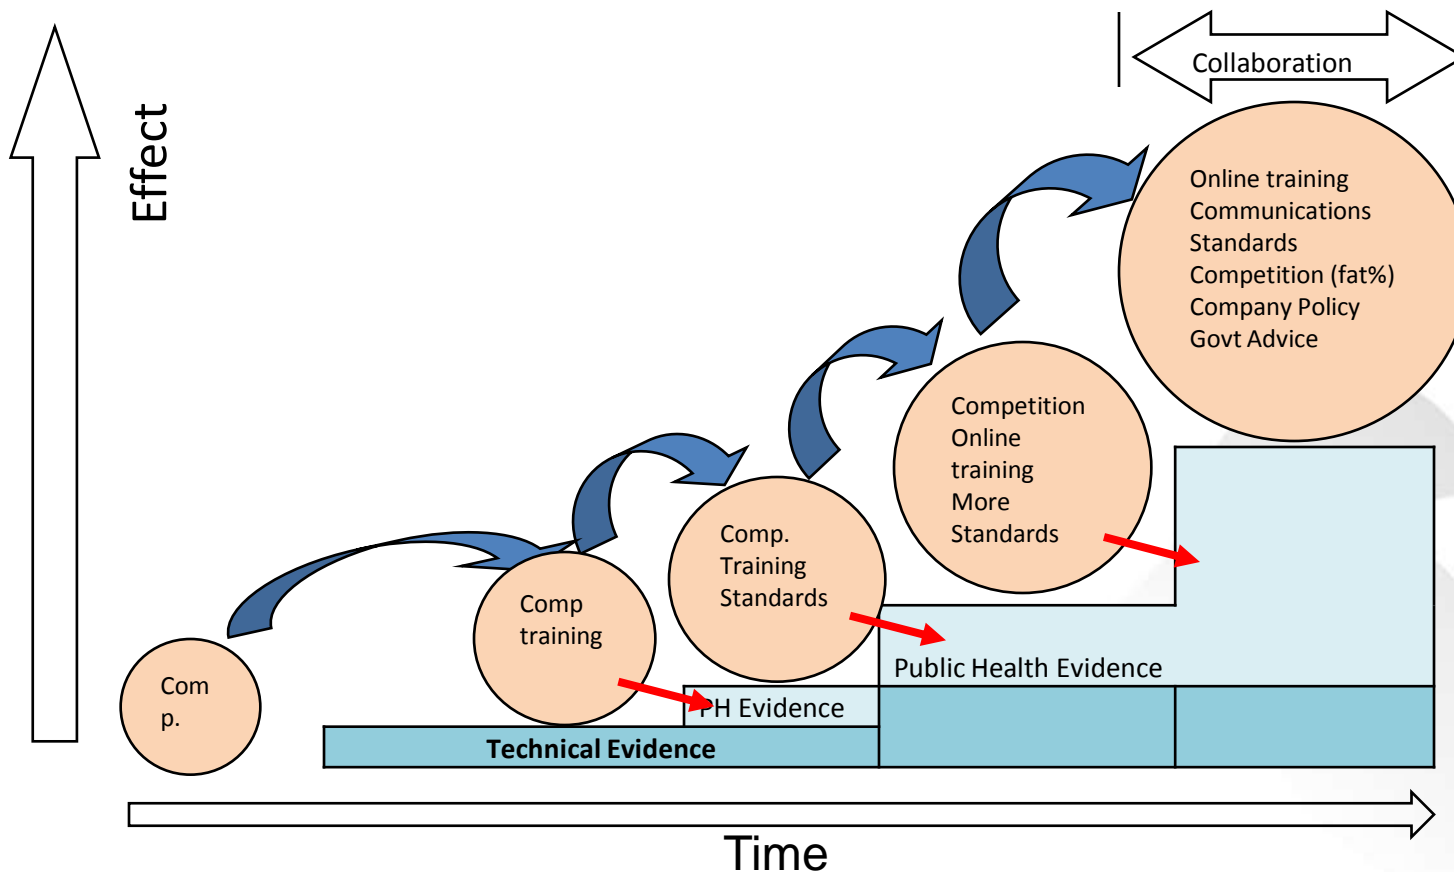 Collaboration
Effect
Online training
Communications
Standards
Competition (fat%)
Company Policy
Govt Advice
Competition
Online
training
More
Standards
Comp.
Training
Standards
Comp
training
Com
p.
Public Health Evidence
PH Evidence
Technical Evidence
Time